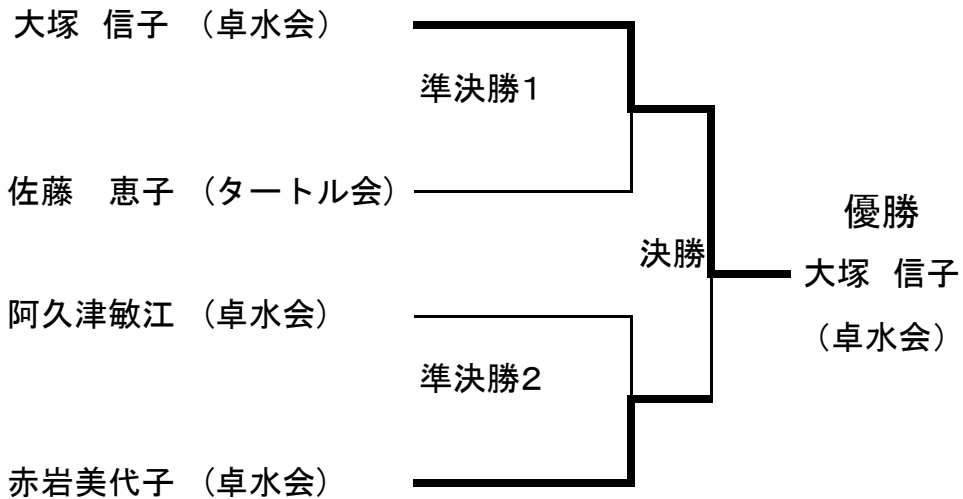 大塚　信子　（卓水会）
準決勝１
佐藤　恵子　（タートル会）
優勝
決勝
大塚　信子
阿久津敏江　（卓水会）
（卓水会）
準決勝２
赤岩美代子　（卓水会）